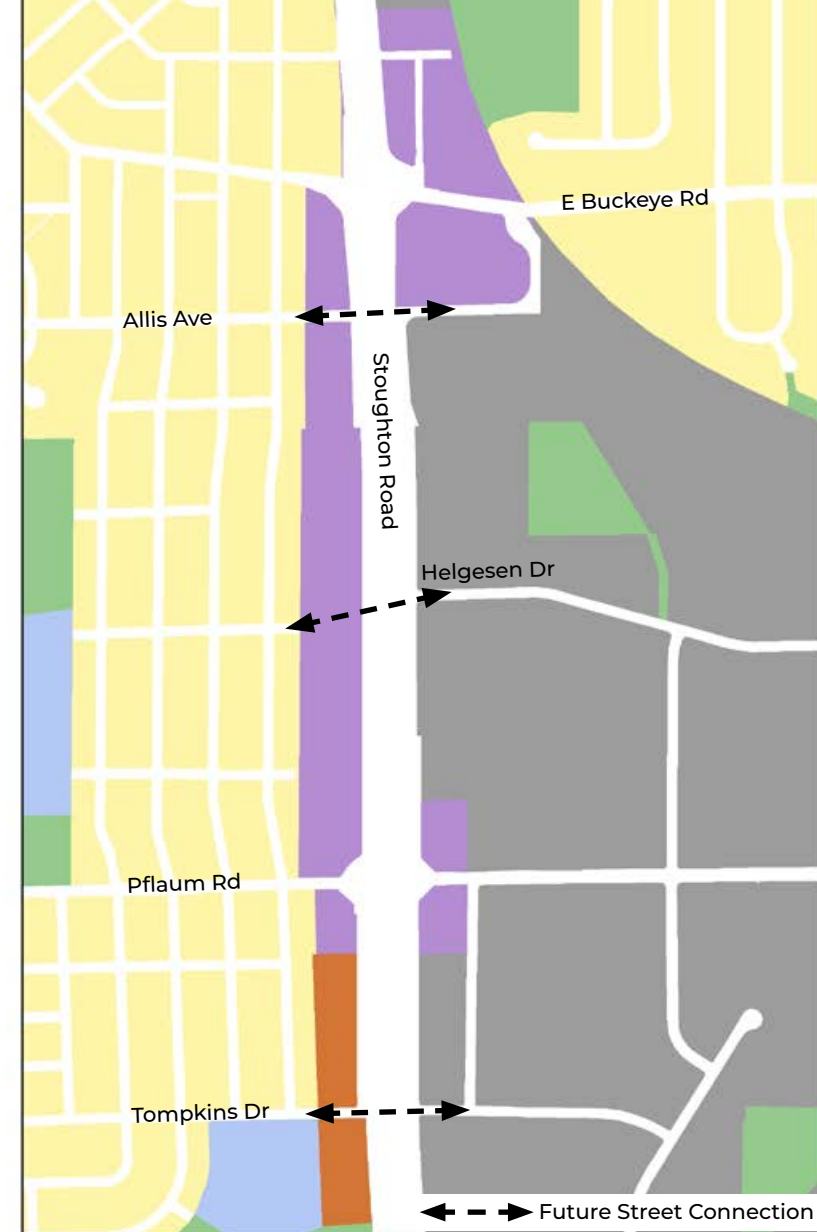 E Buckeye Rd
Allis Ave
Stoughton Road
Helgesen Dr
Pflaum Rd
Tompkins Dr
Future Street Connection